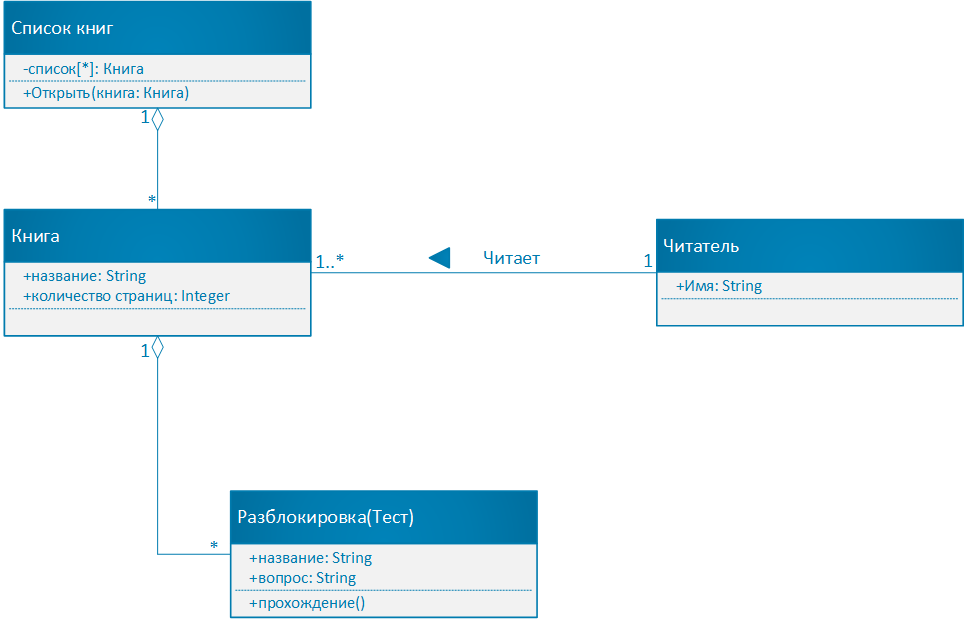 Список книг
-список[*]: Книга
+Открыть(книга: Книга)
1
*
Книга
+название: String
+количество страниц: Integer
1..*
Читает
1
Читатель
+Имя: String
1
*
Разблокировка(Тест)
+название: String
+вопрос: String
+прохождение()